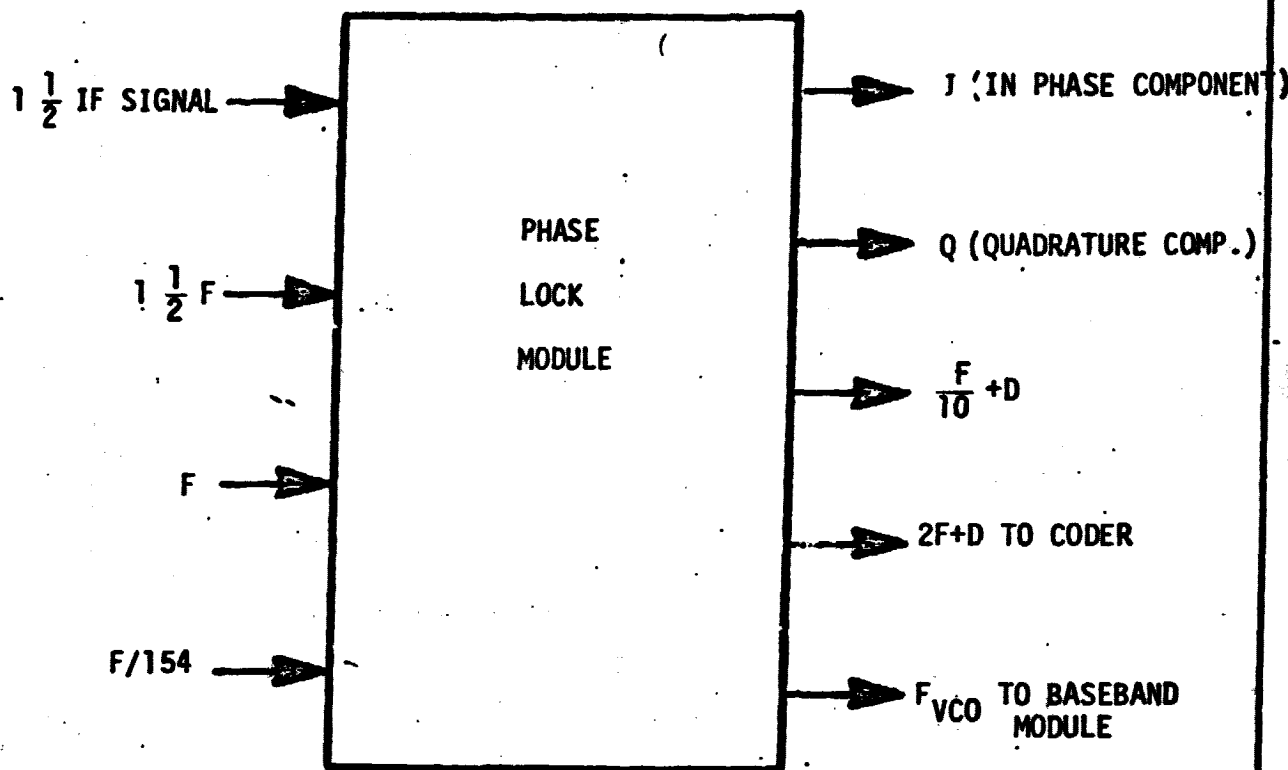 1 1/2 IF SIGNAL
1 1/2 F
F
F/154
PHASE
LOCK
MODULE
I (IN PHASE COMPONENT)
Q (QUADRATURE COMP.)
F/10 +D
2F+D TO CODER
F_VCO TO BASEBAND
MODULE